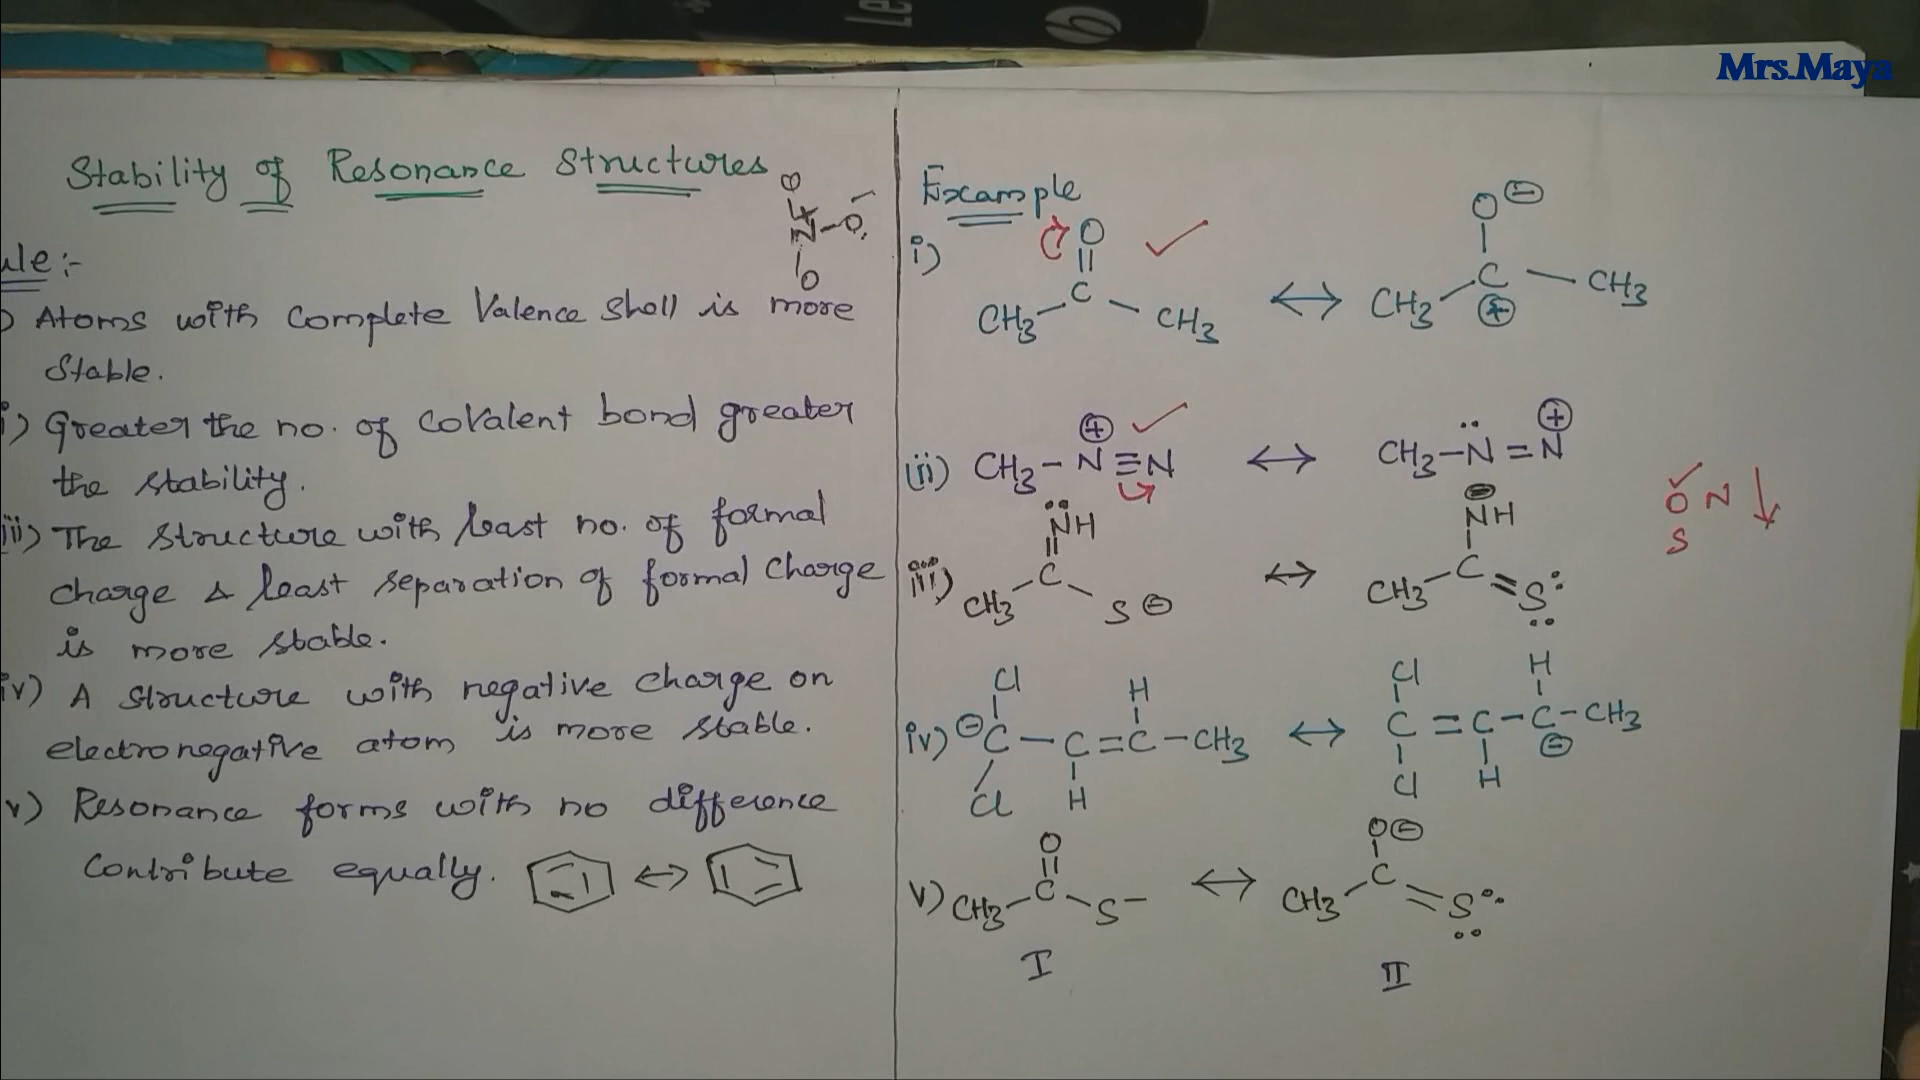 Mrs.Maya
Stability of Resonance Structures
ule:-
Atoms with Complete Valence Shell is more
Stable.
i) Greater the no. of Covalent bond greater
the stability.
iii) The structure with least no. of formal
charge & least separation of formal charge
is more stable.
iv) A structure with negative charge on
electronegative atom is more stable.
v) Resonance forms with no difference
Contribute equally. ↔
O
N+ - O:-
O
Example
i) O O⊖
CH3 C CH3 ↔ CH3 C⊕ CH3
(ii) CH3-N⊕≡N ↔ CH3-N̈=N⊕
O N ↓
S
iii) N̈H ⊖NH
CH3 C S⊖ ↔ CH3 C=S:
Cl H Cl H
iv) ⊖C-C=C-CH3 ↔ C=C-C-CH3
⊖
Cl H Cl H
O O⊖
v) CH3 C S- ↔ CH3 C=S:
I II